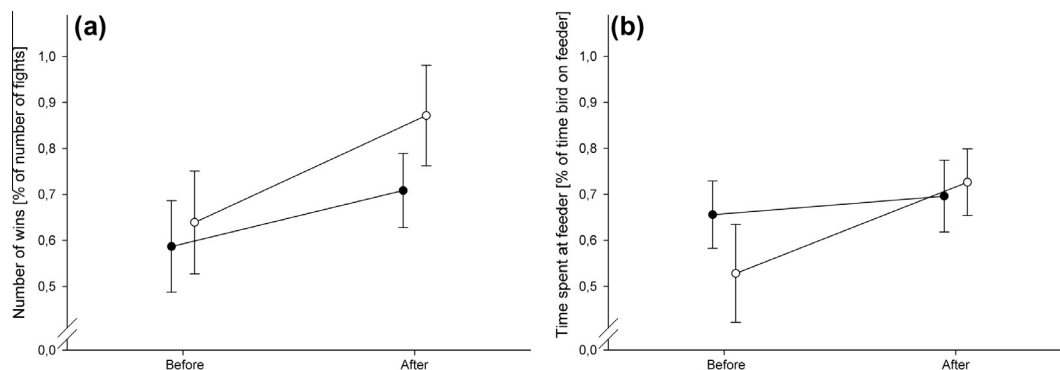 (a)
Number of wins [% of number of fights]
1,0
0,9
0,8
0,7
0,6
0,5
0,0
Before After
(b)
Time spent at feeder [% of time bird on feeder]
1,0
0,9
0,8
0,7
0,6
0,5
0,0
Before After